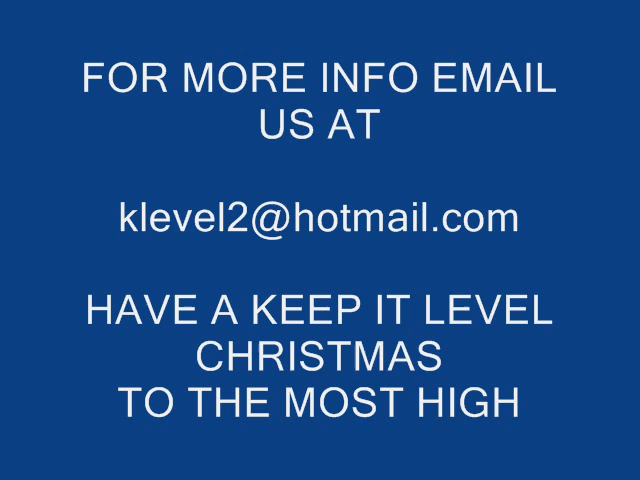 FOR MORE INFO EMAIL
US AT
klevel2@hotmail.com
HAVE A KEEP IT LEVEL
CHRISTMAS
TO THE MOST HIGH